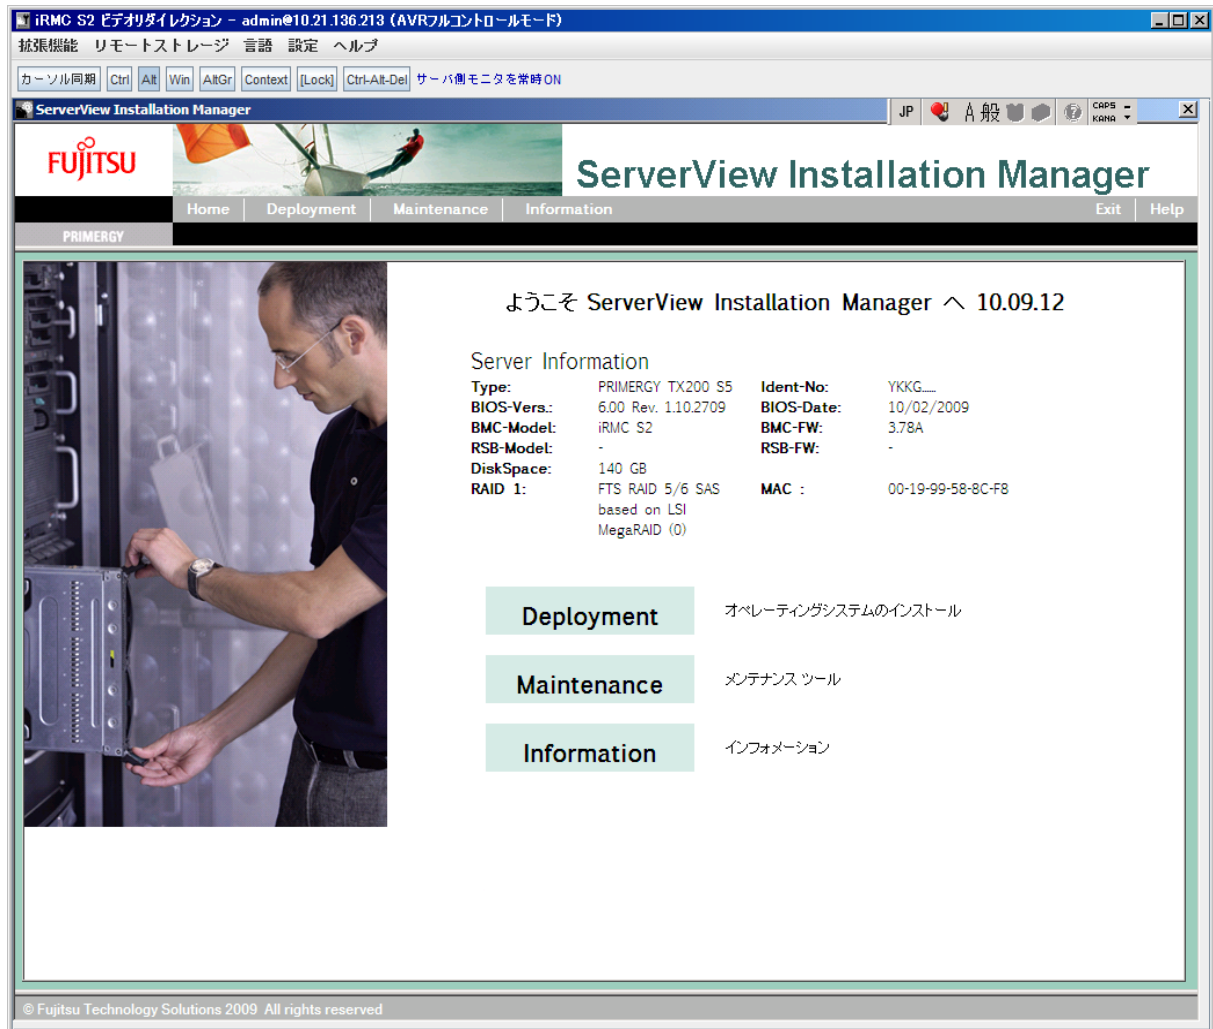 iRMC S2 ビデオリダイレクション - admin@10.21.136.213 (AVRフルコントロールモード)
拡張機能 リモートストレージ 言語 設定 ヘルプ
カーソル同期 Ctrl Alt Win AltGr Context [Lock] Ctrl-Alt-Del サーバ側モニタを常時ON
ServerView Installation Manager
JP A 般 CAPS KANA
FUJITSU
ServerView Installation Manager
Home Deployment Maintenance Information Exit Help
PRIMERGY
ようこそ ServerView Installation Manager へ 10.09.12
Server Information
Type: PRIMERGY TX200 S5 Ident-No: YKKG......
BIOS-Vers.: 6.00 Rev. 1.10.2709 BIOS-Date: 10/02/2009
BMC-Model: iRMC S2 BMC-FW: 3.78A
RSB-Model: - RSB-FW: -
DiskSpace: 140 GB
RAID 1: FTS RAID 5/6 SAS MAC : 00-19-99-58-8C-F8
based on LSI
MegaRAID (0)
Deployment オペレーティングシステムのインストール
Maintenance メンテナンス ツール
Information インフォメーション
© Fujitsu Technology Solutions 2009 All rights reserved